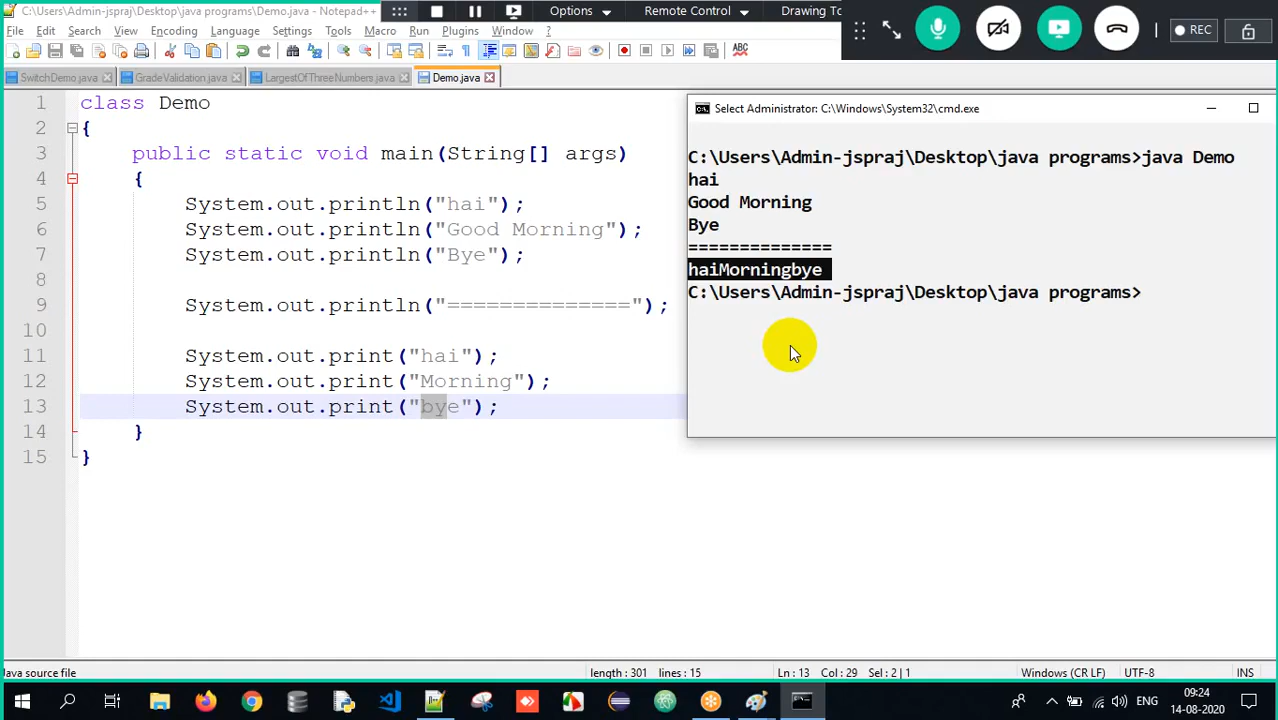 C:\Users\Admin-jspraj\Desktop\java programs\Demo.java - Notepad++
Options
Remote Control
Drawing To
REC
File Edit Search View Encoding Language Settings Tools Macro Run Plugins Window ?
ABC
SwitchDemo.java GradeValidation.java LargestOfThreeNumbers.java Demo.java
1 class Demo
2 {
3 public static void main(String[] args)
4 {
5 System.out.println("hai");
6 System.out.println("Good Morning");
7 System.out.println("Bye");
8
9 System.out.println("==============");
10
11 System.out.print("hai");
12 System.out.print("Morning");
13 System.out.print("bye");
14 }
15 }
Select Administrator: C:\Windows\System32\cmd.exe
C:\Users\Admin-jspraj\Desktop\java programs>java Demo
hai
Good Morning
Bye
==============
haiMorningbye
C:\Users\Admin-jspraj\Desktop\java programs>
Java source file length : 301 lines : 15 Ln : 13 Col : 29 Sel : 2 | 1 Windows (CR LF) UTF-8 INS
ENG
09:24
14-08-2020